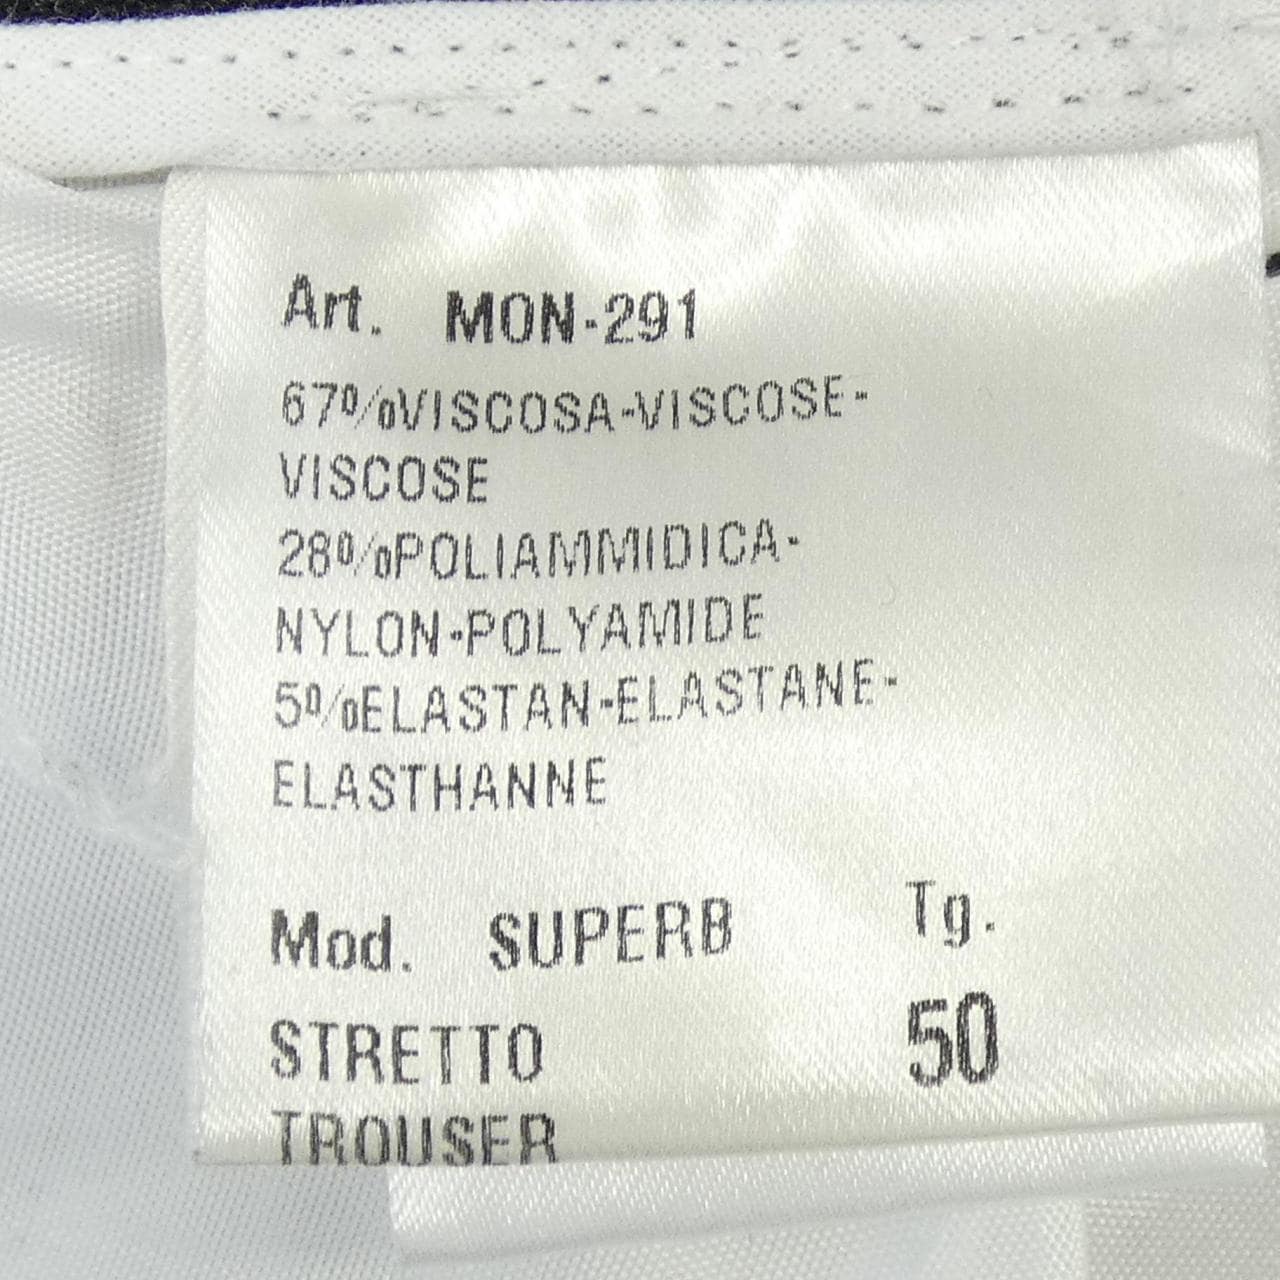 Art. MON-291
67%VISCOSA-VISCOSE-
VISCOSE
28%POLIAMMIDICA-
NYLON-POLYAMIDE
5%ELASTAN-ELASTANE-
ELASTHANNE
Mod. SUPERB Tg.
STRETTO 50
TROUSER